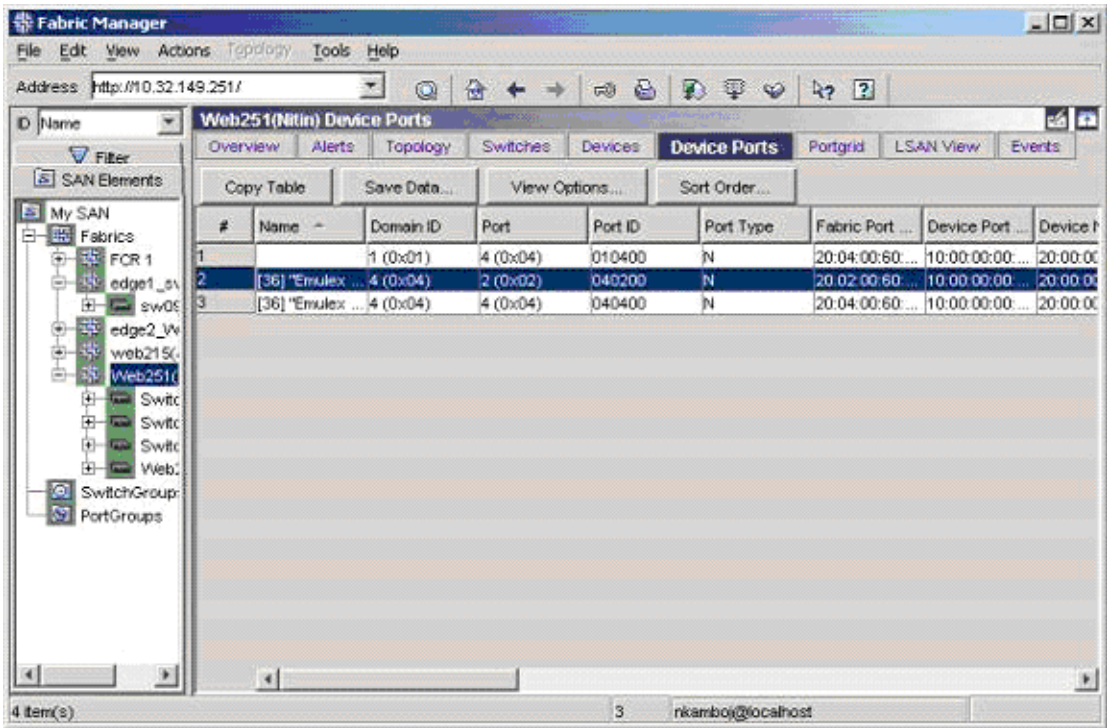 Fabric Manager
File Edit View Actions Topology Tools Help
Address http://10.32.149.251/
ID Name
Filter
SAN Elements
My SAN
Fabrics
FCR 1
edge1_sw
sw09
edge2_W
web215(
Web251(
Switc
Switc
Switc
Web2
SwitchGroup
PortGroups
Web251(Nitin) Device Ports
Overview Alerts Topology Switches Devices Device Ports Portgrid LSAN View Events
Copy Table Save Data... View Options... Sort Order...
# Name Domain ID Port Port ID Port Type Fabric Port ... Device Port ... Device N
1 1 (0x01) 4 (0x04) 010400 N 20:04:00:60:... 10:00:00:00:... 20:00:00
2 [36] "Emulex ... 4 (0x04) 2 (0x02) 040200 N 20:02:00:60:... 10:00:00:00:... 20:00:00
3 [36] "Emulex ... 4 (0x04) 4 (0x04) 040400 N 20:04:00:60:... 10:00:00:00:... 20:00:00
4 item(s) 3 nkamboj@localhost